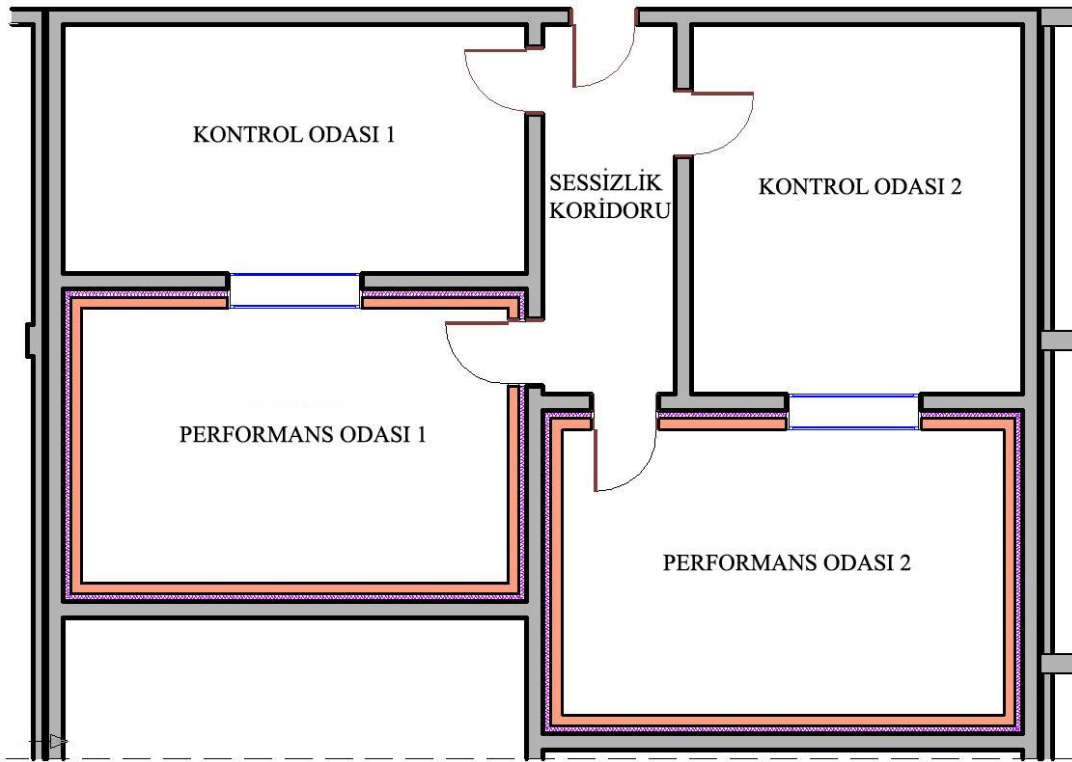 KONTROL ODASI 1
SESSİZLİK
KORİDORU
KONTROL ODASI 2
PERFORMANS ODASI 1
PERFORMANS ODASI 2